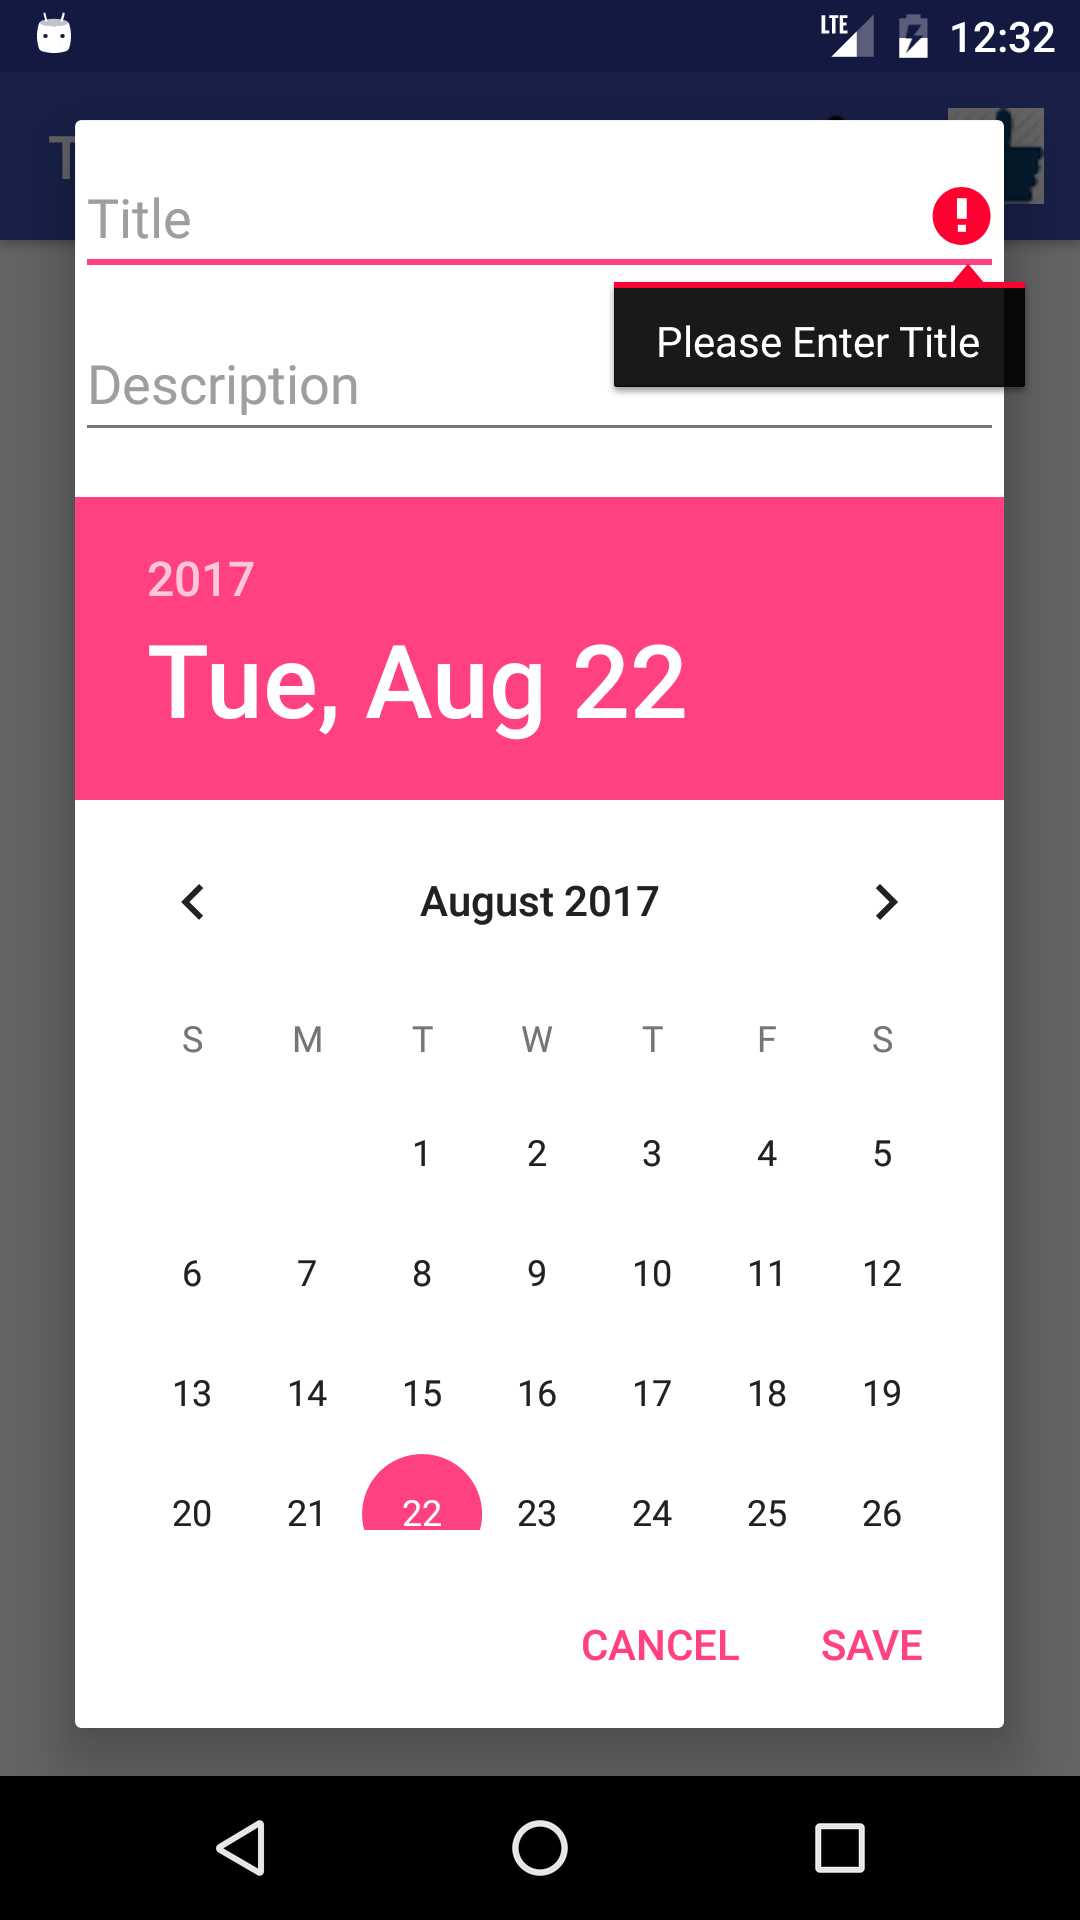 LTE 12:32
T
Title
Please Enter Title
Description
2017
Tue, Aug 22
August 2017
S M T W T F S
1 2 3 4 5
6 7 8 9 10 11 12
13 14 15 16 17 18 19
20 21 22 23 24 25 26
CANCEL SAVE